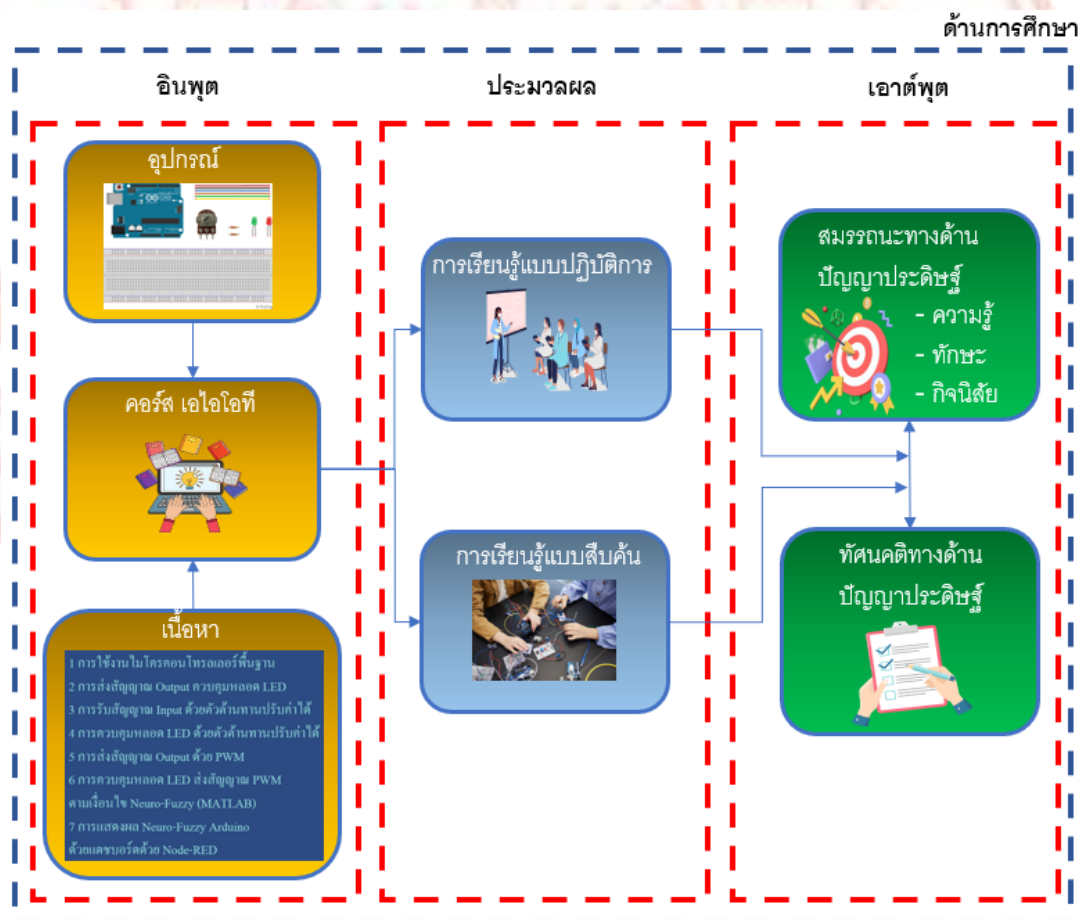 ด้านการศึกษา
อินพุต
ประมวลผล
เอาต์พุต
อุปกรณ์
คอร์ส เอไอโอที
เนื้อหา
1 การใช้งานไมโครคอนโทรลเลอร์พื้นฐาน
2 การส่งสัญญาณ Output ควบคุมหลอด LED
3 การรับสัญญาณ Input ด้วยตัวต้านทานปรับค่าได้
4 การควบคุมหลอด LED ด้วยตัวต้านทานปรับค่าได้
5 การส่งสัญญาณ Output ด้วย PWM
6 การควบคุมหลอด LED ส่งสัญญาณ PWM
ตามเงื่อนไข Neuro-Fuzzy (MATLAB)
7 การแสดงผล Neuro-Fuzzy Arduino
ด้วยแดชบอร์ดด้วย Node-RED
การเรียนรู้แบบปฏิบัติการ
การเรียนรู้แบบสืบค้น
สมรรถนะทางด้าน
ปัญญาประดิษฐ์
- ความรู้
- ทักษะ
- กิจนิสัย
ทัศนคติทางด้าน
ปัญญาประดิษฐ์